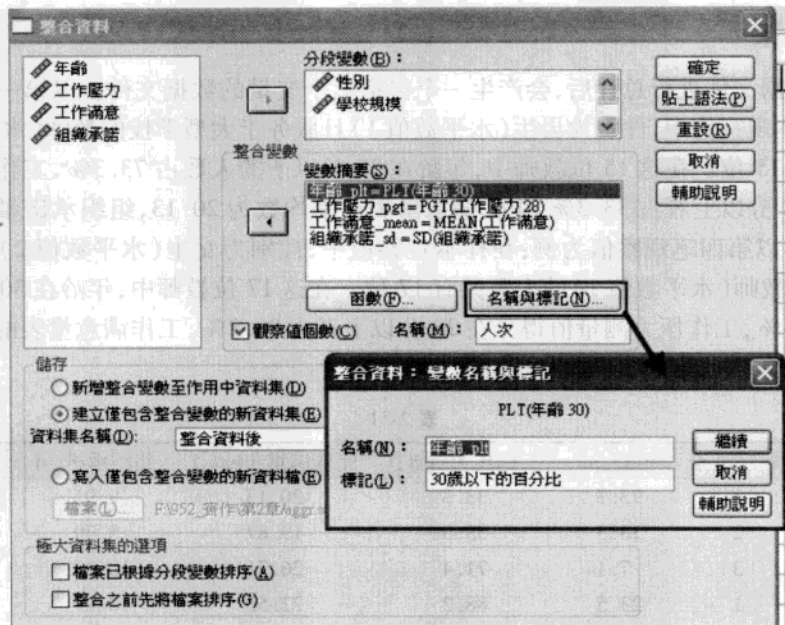 整合資料
年齡
工作壓力
工作滿意
組織承諾
分段變數(B)：
性別
學校規模
整合變數
變數摘要(S)：
年齡_plt = PLT(年齡 30)
工作壓力_pgt = PGT(工作壓力 28)
工作滿意_mean = MEAN(工作滿意)
組織承諾_sd = SD(組織承諾)
函數(F)...
名稱與標記(N)...
觀察值個數(C)
名稱(M)：
人次
確定
貼上語法(P)
重設(R)
取消
輔助說明
儲存
新增整合變數至作用中資料集(D)
建立僅包含整合變數的新資料集(E)
資料集名稱(D):
整合資料後
寫入僅包含整合變數的新資料檔(E)
檔案(L)...
極大資料集的選項
檔案已根據分段變數排序(A)
整合之前先將檔案排序(G)
整合資料：變數名稱與標記
PLT(年齡 30)
名稱(N)：
年齡_plt
標記(L)：
30歲以下的百分比
繼續
取消
輔助說明